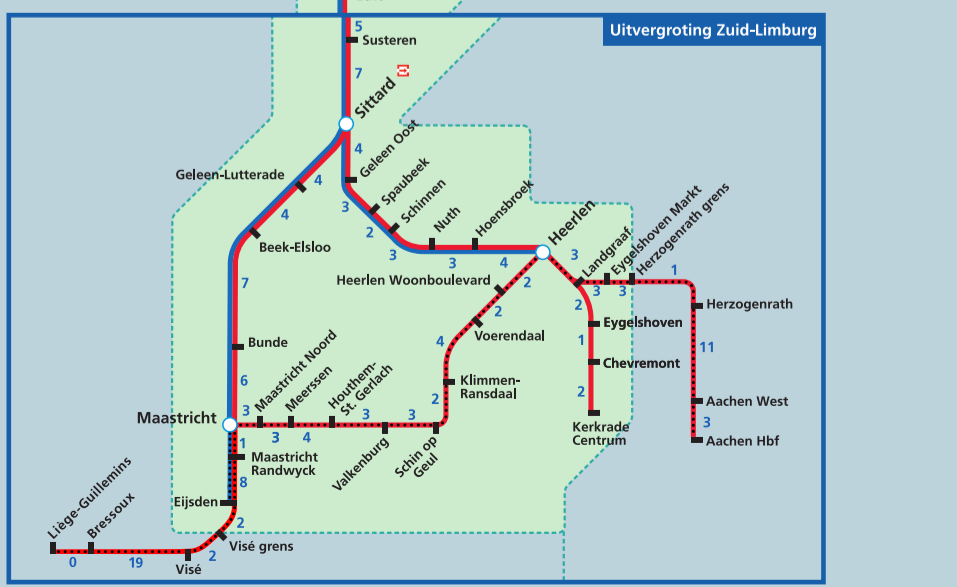 Uitvergroting Zuid-Limburg
5
Susteren
7
Sittard
4
Geleen Oost
Geleen-Lutterade
4
4
3
Spaubeek
2
Schinnen
3
Nuth
3
Hoensbroek
4
Heerlen
Beek-Elsloo
7
Heerlen Woonboulevard
2
2
Voerendaal
4
Klimmen-
Ransdaal
2
3
Landgraaf
3
Eygelshoven Markt
3
Herzogenrath grens
1
Herzogenrath
11
Aachen West
3
Aachen Hbf
2
Eygelshoven
1
Chevremont
2
Kerkrade
Centrum
Bunde
6
Maastricht
3
Maastricht Noord
3
Meerssen
4
Houthem-
St. Gerlach
3
Valkenburg
3
Schin op
Geul
1
Maastricht
Randwyck
8
Eijsden
2
Visé grens
2
Visé
19
Bressoux
0
Liège-Guillemins